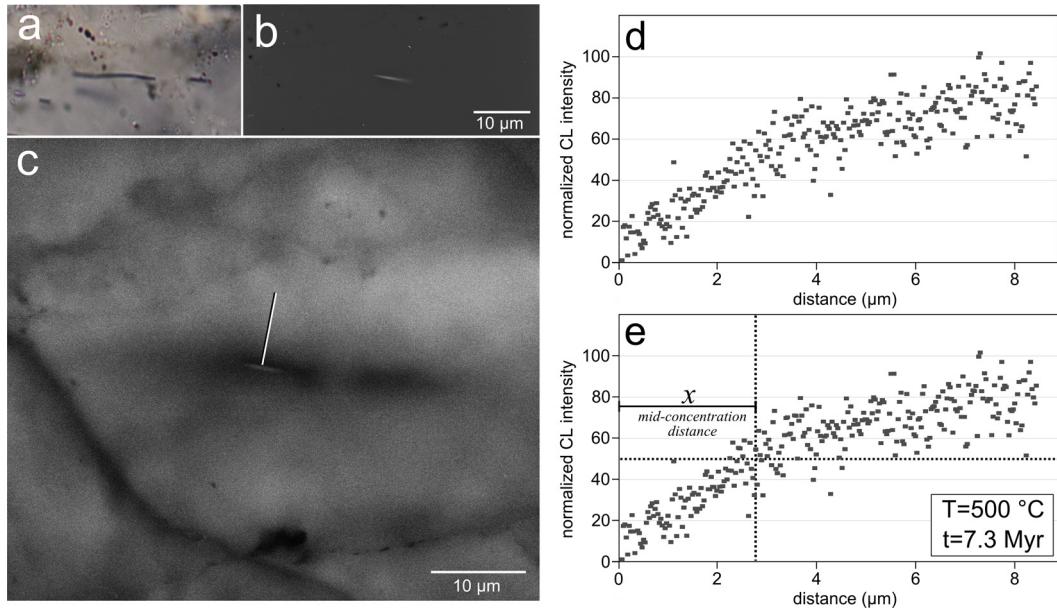 a
b
10 µm
c
10 µm
d
normalized CL intensity
100
80
60
40
20
0
0 2 4 6 8
distance (µm)
e
normalized CL intensity
100
80
60
40
20
0
x
mid-concentration
distance
T=500 °C
t=7.3 Myr
0 2 4 6 8
distance (µm)